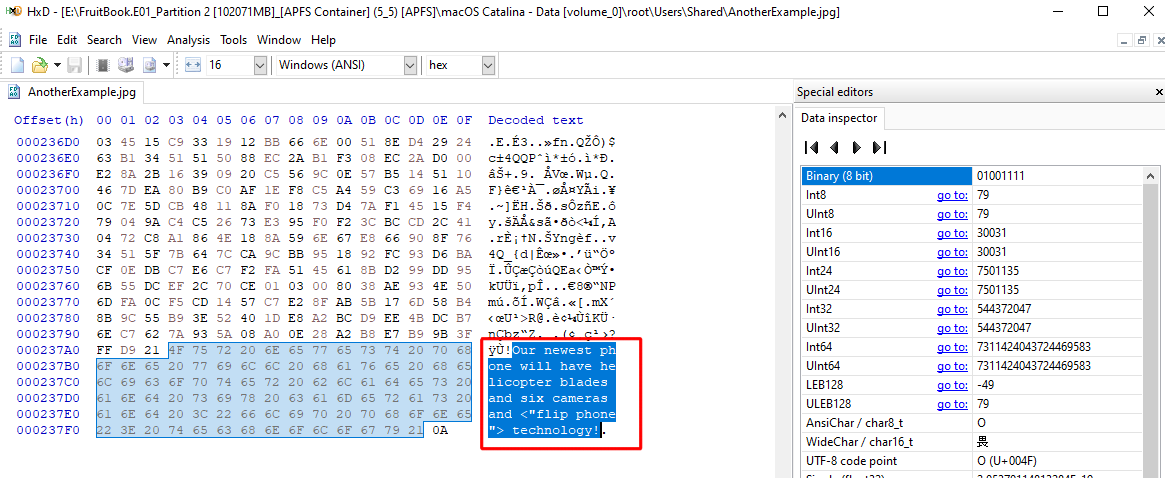 HxD - [E:\FruitBook.E01_Partition 2 [102071MB]_[APFS Container] (5_5) [APFS]\macOS Catalina - Data [volume_0]\root\Users\Shared\AnotherExample.jpg]
File Edit Search View Analysis Tools Window Help
16 Windows (ANSI) hex
AnotherExample.jpg
Special editors
Data inspector
Offset(h) 00 01 02 03 04 05 06 07 08 09 0A 0B 0C 0D 0E 0F Decoded text
000236D0 03 45 15 C9 33 19 12 BB 66 6E 00 51 8E D4 29 24 .E.É3..»fn.QŽÔ)$
000236E0 63 B1 34 51 51 50 88 EC 2A B1 F3 08 EC 2A D0 00 c±4QQPˆì*±ó.ì*Ð.
000236F0 E2 8A 2B 16 39 09 20 C5 56 9C 0E 57 B5 14 51 10 âŠ+.9. ÅVœ.Wµ.Q.
00023700 46 7D EA 80 B9 C0 AF 1E F8 C5 A4 59 C3 69 16 A5 F}ê€¹À¯.øÅ¤YÃi.¥
00023710 0C 7E 5D CB 48 11 8A F0 18 73 D4 7A F1 45 15 F4 .~]ËH.Šð.sÔzñE.ô
00023720 79 04 9A C4 C5 26 73 E3 95 F0 F2 3C BC CD 2C 41 y.šÄÅ&sã•ðò<¼Í,A
00023730 04 72 C8 A1 86 4E 18 8A 59 6E 67 E8 66 90 8F 76 .rÈ¡†N.ŠYngèf..v
00023740 34 51 5F 7B 64 7C CA 9C BB 95 18 92 FC 93 D6 BA 4Q_{d|Êœ»•.’ü“Öº
00023750 CF 0E DB C7 E6 C7 F2 FA 51 45 61 8B D2 99 DD 95 Ï.ÛÇæÇòúQEa‹Ò™Ý•
00023760 6B 55 DC EF 2C 70 CE 01 03 00 80 38 AE 93 4E 50 kUÜï,pÎ...€8®“NP
00023770 6D FA 0C F5 CD 14 57 C7 E2 8F AB 5B 17 6D 58 B4 mú.õÍ.WÇâ.«[.mX´
00023780 8B 9C 55 B9 3E 52 40 1D E8 A2 BC D9 EE 4B DC B7 ‹œU¹>R@.è¢¼ÙîKÜ·
00023790 6E C7 62 7A 93 5A 08 A0 0E 28 A2 B8 E7 B9 9B 3F nÇbz“Z. .(¢¸ç¹›?
000237A0 FF D9 21 4F 75 72 20 6E 65 77 65 73 74 20 70 68 ÿÙ!Our newest ph
000237B0 6F 6E 65 20 77 69 6C 6C 20 68 61 76 65 20 68 65 one will have he
000237C0 6C 69 63 6F 70 74 65 72 20 62 6C 61 64 65 73 20 licopter blades
000237D0 61 6E 64 20 73 69 78 20 63 61 6D 65 72 61 73 20 and six cameras
000237E0 61 6E 64 20 3C 22 66 6C 69 70 20 70 68 6F 6E 65 and <"flip phone
000237F0 22 3E 20 74 65 63 68 6E 6F 6C 6F 67 79 21 0A "> technology!.
Binary (8 bit) 01001111
Int8 go to: 79
UInt8 go to: 79
Int16 go to: 30031
UInt16 go to: 30031
Int24 go to: 7501135
UInt24 go to: 7501135
Int32 go to: 544372047
UInt32 go to: 544372047
Int64 go to: 7311424043724469583
UInt64 go to: 7311424043724469583
LEB128 go to: -49
ULEB128 go to: 79
AnsiChar / char8_t O
WideChar / char16_t 畏
UTF-8 code point O (U+004F)